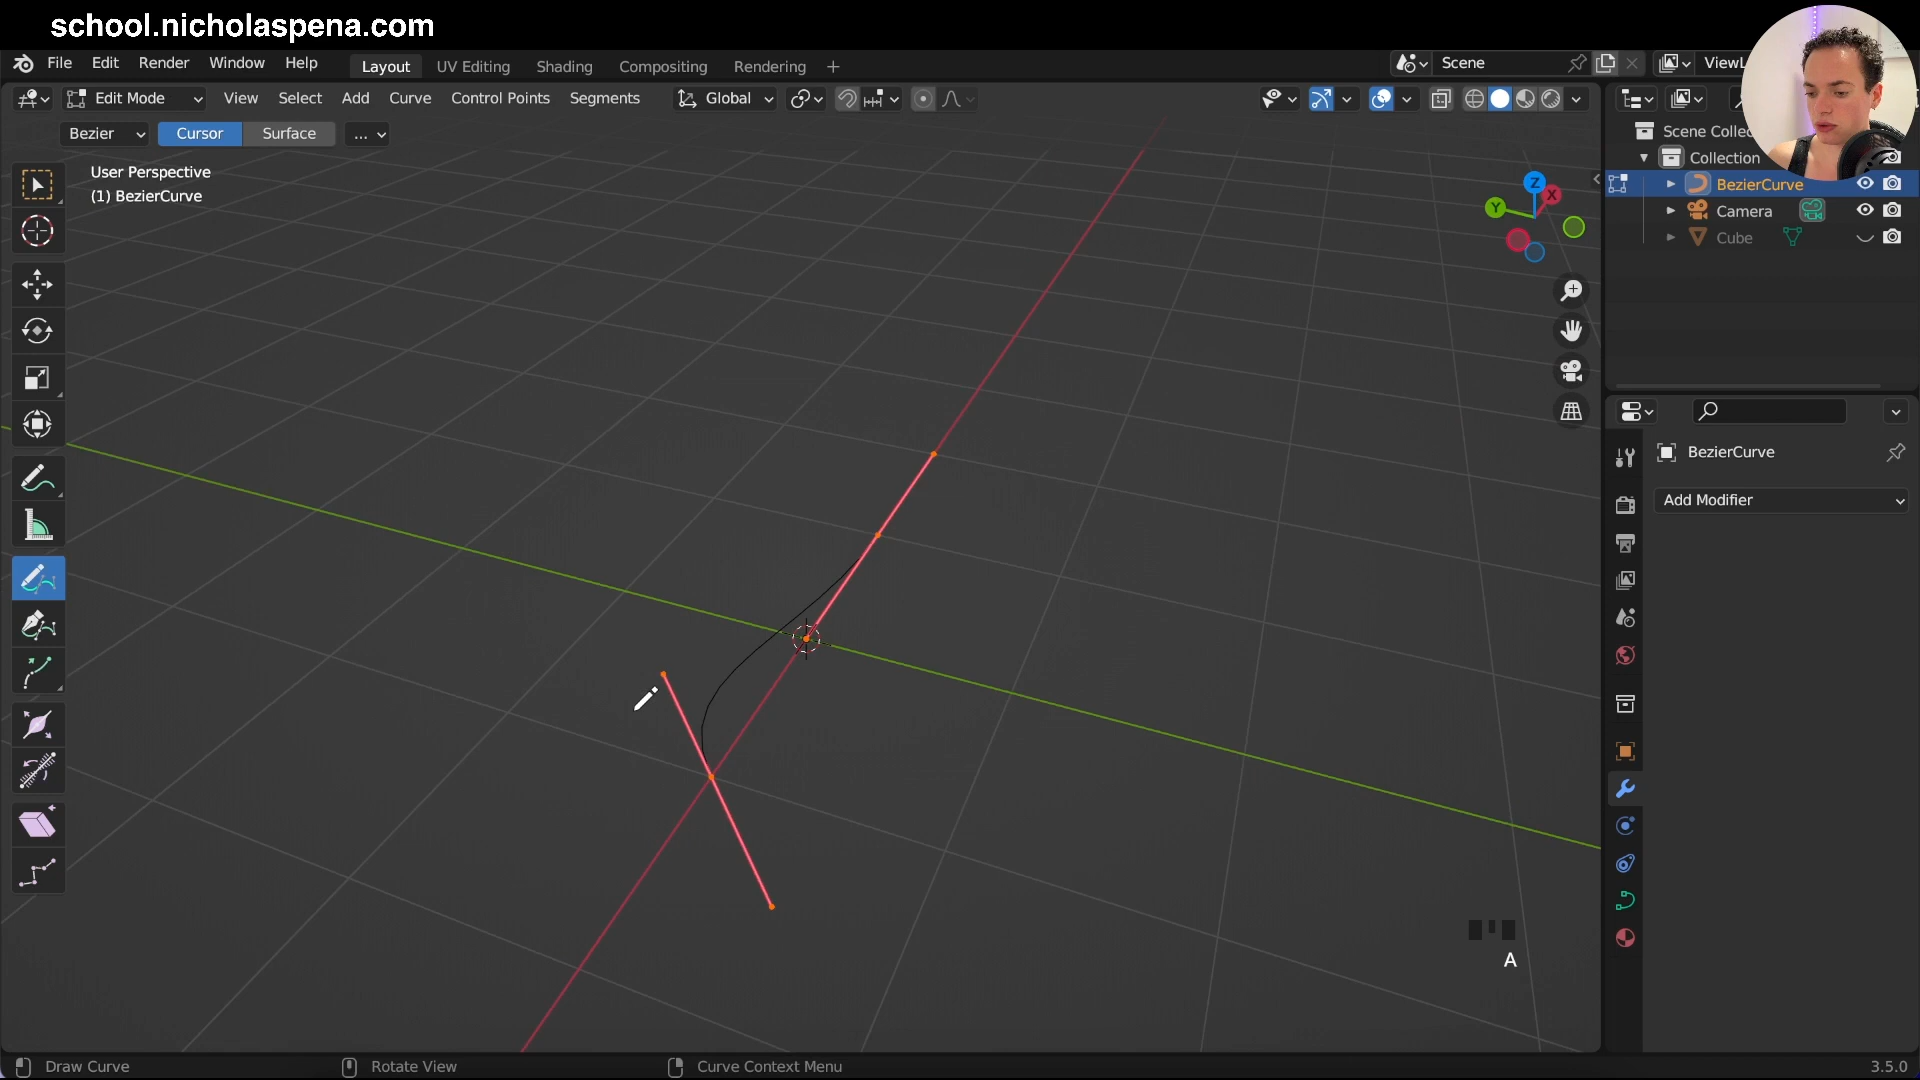 school.nicholaspena.com
File Edit Render Window Help Layout UV Editing Shading Compositing Rendering + Scene ViewL
Edit Mode View Select Add Curve Control Points Segments Global
Bezier Cursor Surface ...
Scene Collec
Collection
User Perspective
(1) BezierCurve
Z
X
Y
BezierCurve
Camera
Cube
BezierCurve
Add Modifier
A
Draw Curve Rotate View Curve Context Menu 3.5.0